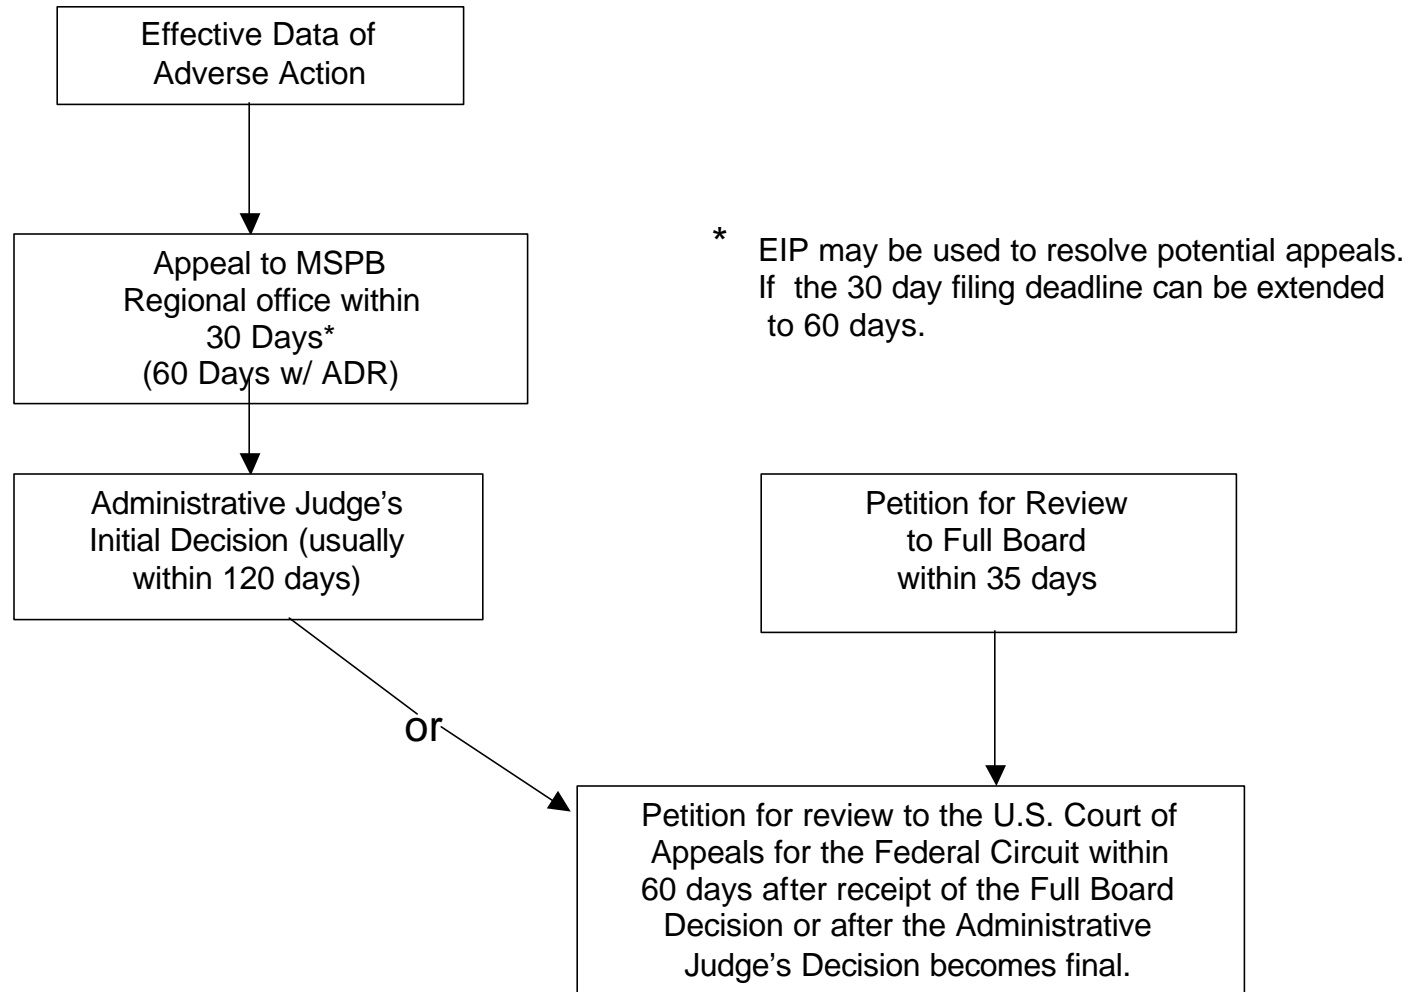 Effective Data of
Adverse Action
Appeal to MSPB
Regional office within
30 Days*
(60 Days w/ ADR)
* EIP may be used to resolve potential appeals.
If the 30 day filing deadline can be extended
to 60 days.
Administrative Judge's
Initial Decision (usually
within 120 days)
Petition for Review
to Full Board
within 35 days
or
Petition for review to the U.S. Court of
Appeals for the Federal Circuit within
60 days after receipt of the Full Board
Decision or after the Administrative
Judge's Decision becomes final.